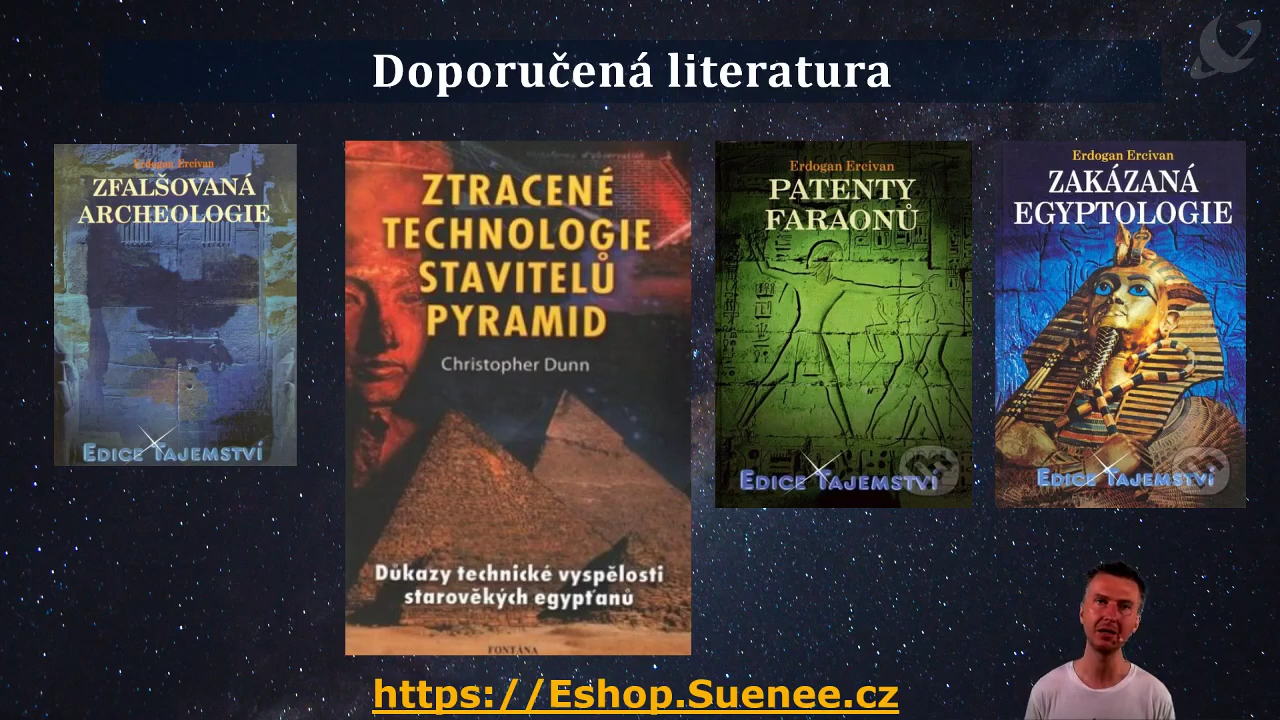 Doporučená literatura
Erdogan Ercivan
ZFALŠOVANÁ
ARCHEOLOGIE
EDICE TAJEMSTVÍ
ZTRACENÉ
TECHNOLOGIE
STAVITELŮ
PYRAMID
Christopher Dunn
Důkazy technické vyspělosti
starověkých egypťanů
FONTÁNA
Erdogan Ercivan
PATENTY
FARAONŮ
EDICE TAJEMSTVÍ
Erdogan Ercivan
ZAKÁZANÁ
EGYPTOLOGIE
EDICE TAJEMSTVÍ
https://Eshop.Suenee.cz